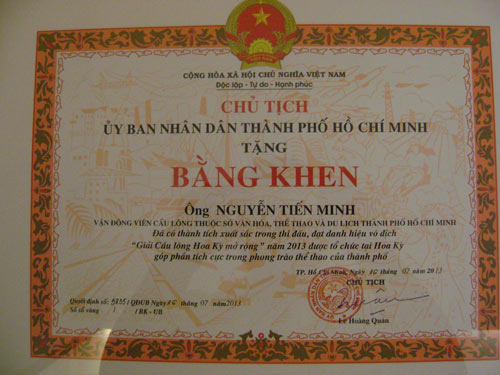 CỘNG HÒA XÃ HỘI CHỦ NGHĨA VIỆT NAM
Độc lập - Tự do - Hạnh phúc
CHỦ TỊCH
ỦY BAN NHÂN DÂN THÀNH PHỐ HỒ CHÍ MINH
TẶNG
BẰNG KHEN
Ông NGUYỄN TIẾN MINH
VẬN ĐỘNG VIÊN CẦU LÔNG THUỘC SỞ VĂN HÓA, THỂ THAO VÀ DU LỊCH THÀNH PHỐ HỒ CHÍ MINH
Đã có thành tích xuất sắc trong thi đấu, đạt danh hiệu vô địch
"Giải Cầu lông Hoa Kỳ mở rộng" năm 2013 được tổ chức tại Hoa Kỳ
góp phần tích cực trong phong trào thể thao của thành phố
TP. Hồ Chí Minh, Ngày 07 2013
CHỦ TỊCH
Quyết định số: /QĐUB Ngày 07 2013
Số sổ vàng 1 / BK - UB
Lê Hoàng Quân